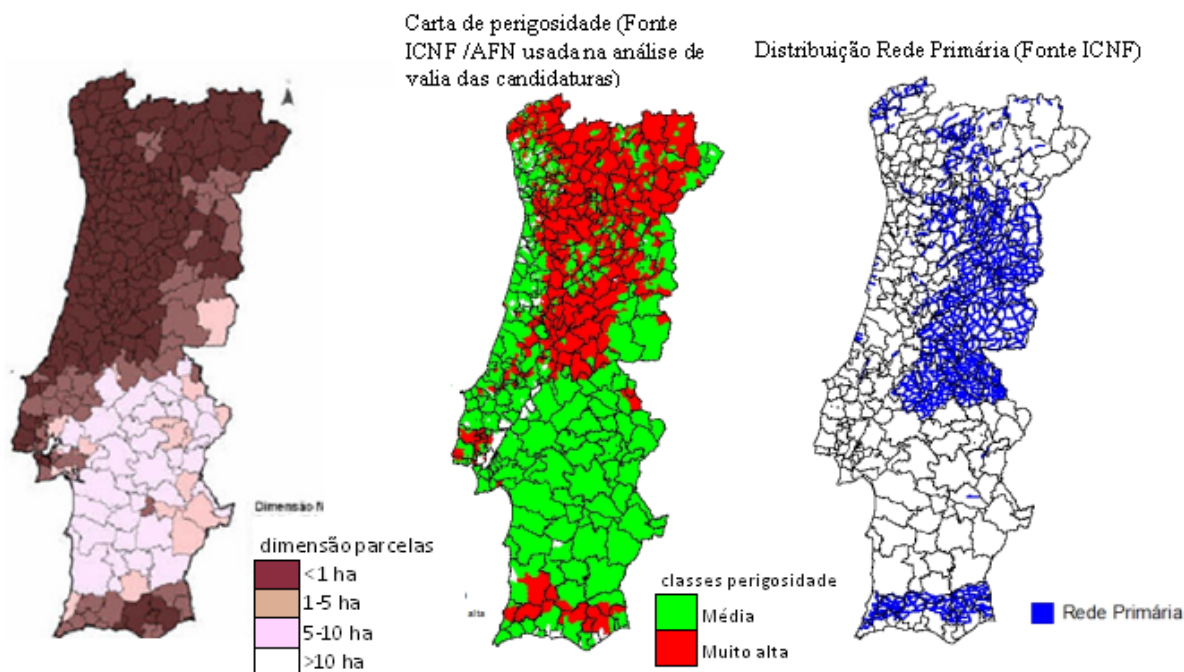 Carta de perigosidade (Fonte
ICNF /AFN usada na análise de
valia das candidaturas)
Distribuição Rede Primária (Fonte ICNF)
Dimensão N
dimensão parcelas
<1 ha
1-5 ha
5-10 ha
>10 ha
alta
classes perigosidade
Média
Muito alta
Rede Primária